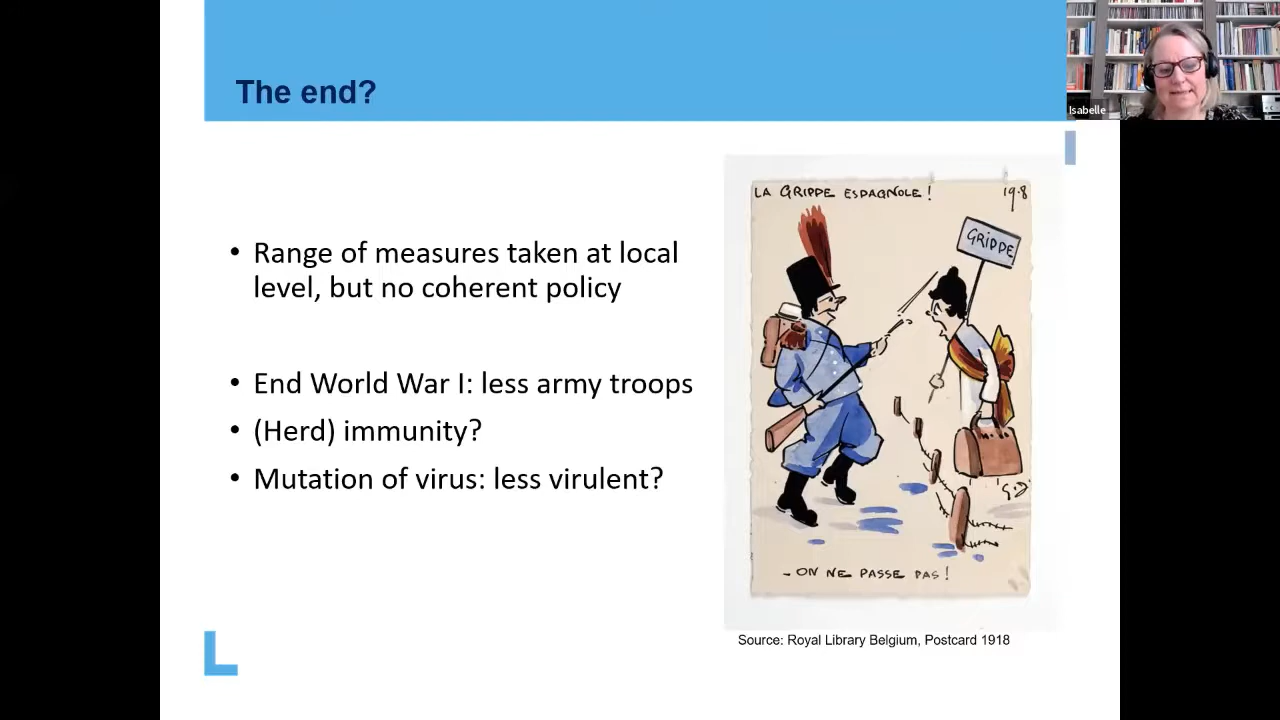 The end?
Isabelle
• Range of measures taken at local
level, but no coherent policy
• End World War I: less army troops
• (Herd) immunity?
• Mutation of virus: less virulent?
LA GRIPPE ESPAGNOLE! 19·8
GRIPPE
G.D.
- ON NE PASSE PAS!
Source: Royal Library Belgium, Postcard 1918